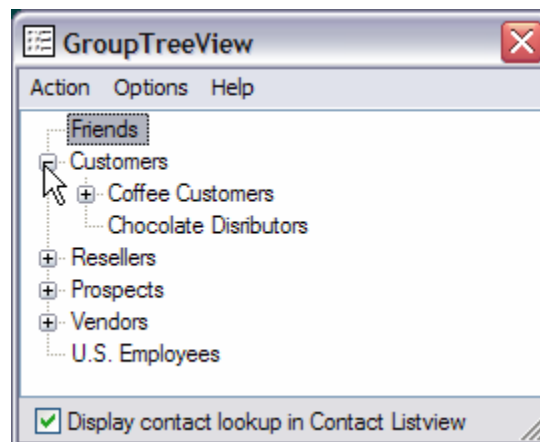 GroupTreeView
Action Options Help
Friends
Customers
Coffee Customers
Chocolate Disributors
Resellers
Prospects
Vendors
U.S. Employees
Display contact lookup in Contact Listview